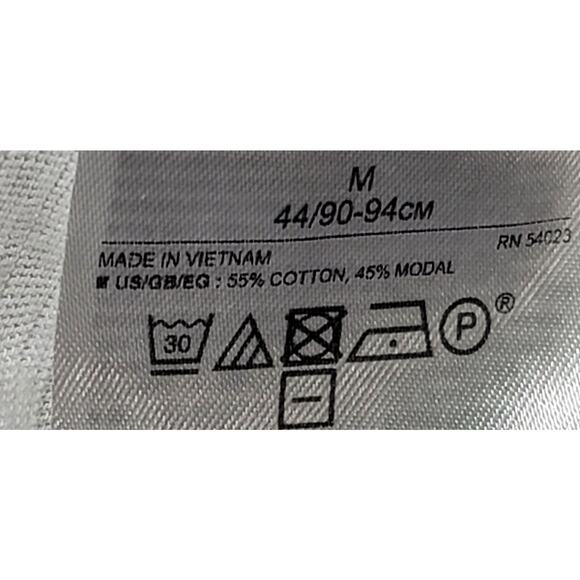 M
44/90-94CM
RN 54023
MADE IN VIETNAM
US/GB/EG : 55% COTTON, 45% MODAL
30
P
®